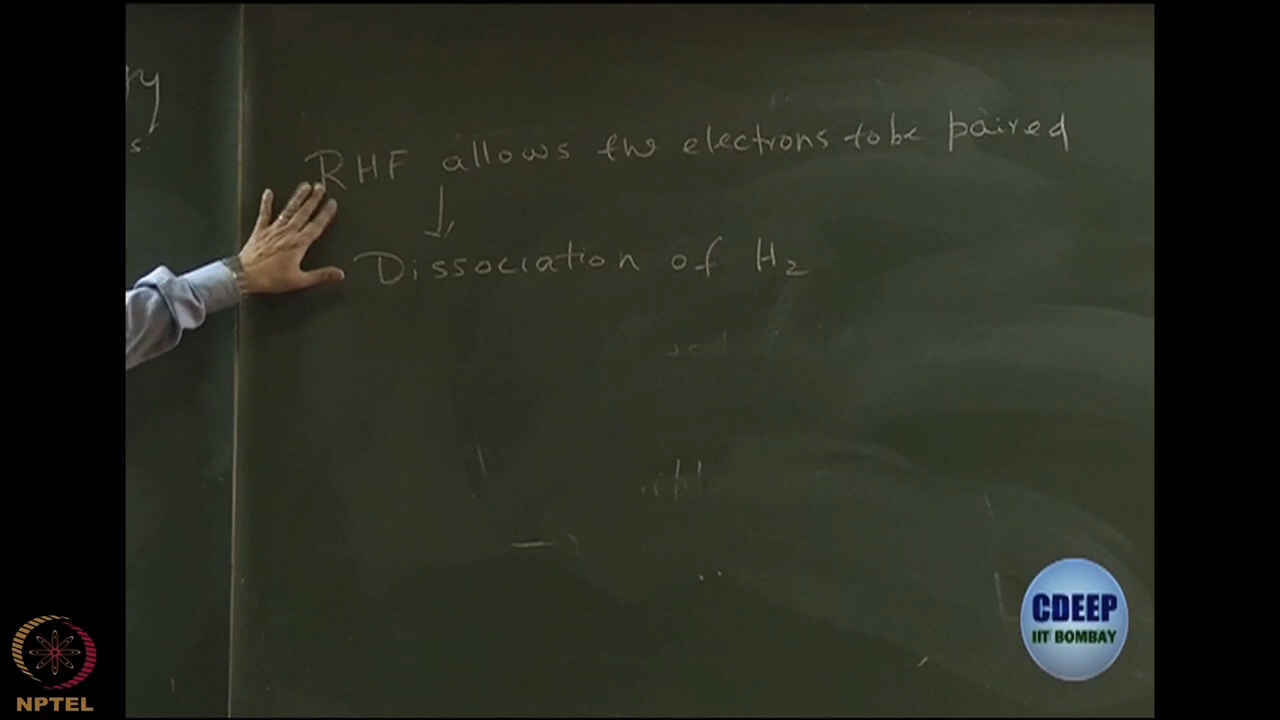 s.
RHF allows the electrons to be paired
↓
Dissociation of H₂
CDEEP
IIT BOMBAY
NPTEL